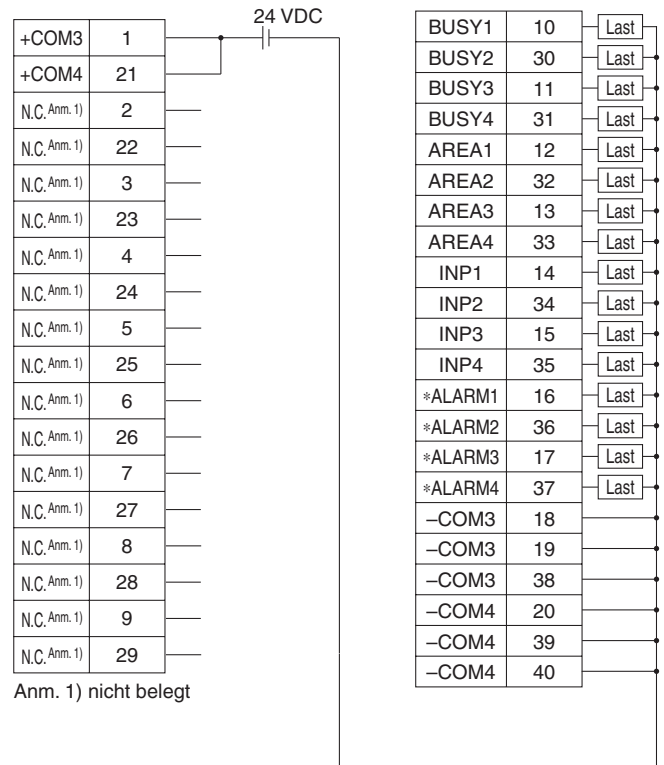 24 VDC
+COM3 1
+COM4 21
N.C. Anm. 1) 2
N.C. Anm. 1) 22
N.C. Anm. 1) 3
N.C. Anm. 1) 23
N.C. Anm. 1) 4
N.C. Anm. 1) 24
N.C. Anm. 1) 5
N.C. Anm. 1) 25
N.C. Anm. 1) 6
N.C. Anm. 1) 26
N.C. Anm. 1) 7
N.C. Anm. 1) 27
N.C. Anm. 1) 8
N.C. Anm. 1) 28
N.C. Anm. 1) 9
N.C. Anm. 1) 29
Anm. 1) nicht belegt
BUSY1 10 Last
BUSY2 30 Last
BUSY3 11 Last
BUSY4 31 Last
AREA1 12 Last
AREA2 32 Last
AREA3 13 Last
AREA4 33 Last
INP1 14 Last
INP2 34 Last
INP3 15 Last
INP4 35 Last
*ALARM1 16 Last
*ALARM2 36 Last
*ALARM3 17 Last
*ALARM4 37 Last
–COM3 18
–COM3 19
–COM3 38
–COM4 20
–COM4 39
–COM4 40